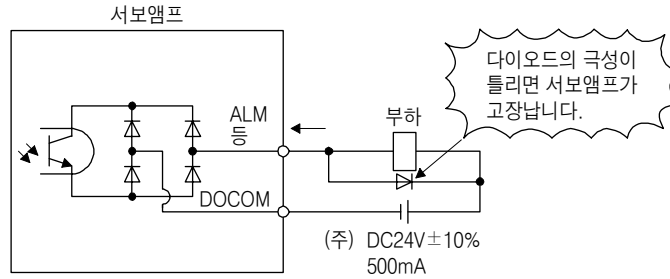 서보앰프
다이오드의 극성이
틀리면 서보앰프가
고장납니다.
ALM
등
부하
DOCOM
(주) DC24V±10%
500mA